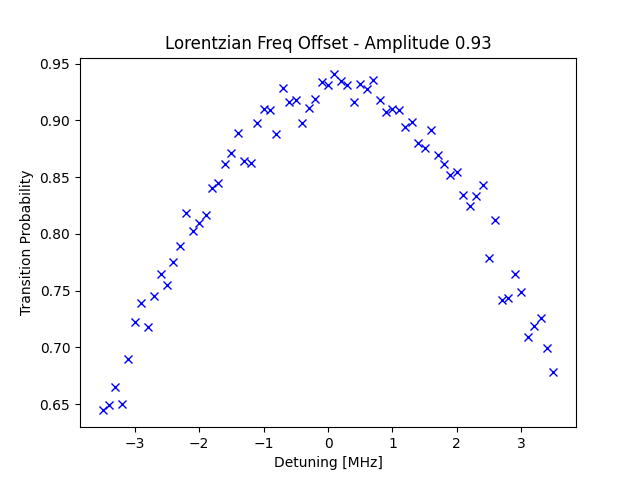 Lorentzian Freq Offset - Amplitude 0.93
Transition Probability
0.95
0.90
0.85
0.80
0.75
0.70
0.65
−3 −2 −1 0 1 2 3
Detuning [MHz]